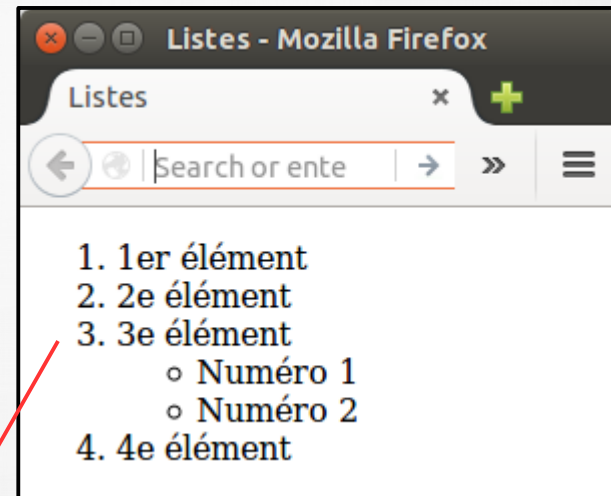 Listes - Mozilla Firefox
Listes
Search or ente
1. 1er élément
2. 2e élément
3. 3e élément
◦ Numéro 1
◦ Numéro 2
4. 4e élément